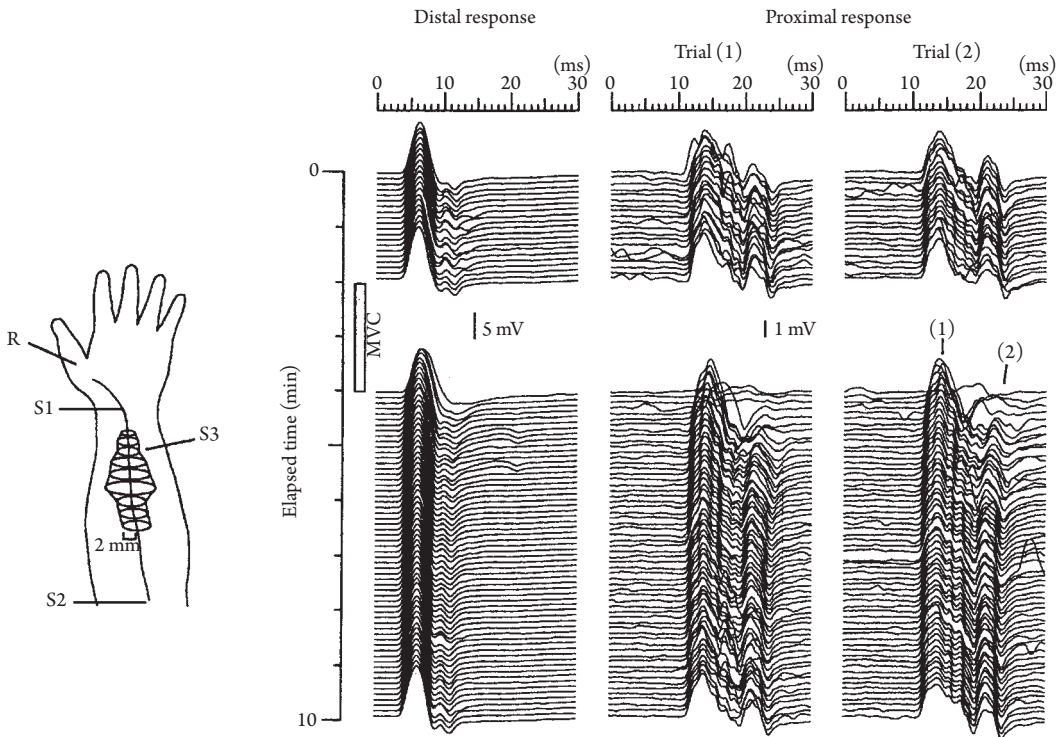 Distal response
Proximal response
Trial (1)
Trial (2)
(ms)
(ms)
(ms)
0 10 20 30
0 10 20 30
0 10 20 30
0
MVC
5 mV
1 mV
(1)
(2)
R
S1
S3
Elapsed time (min)
2 mm
S2
10